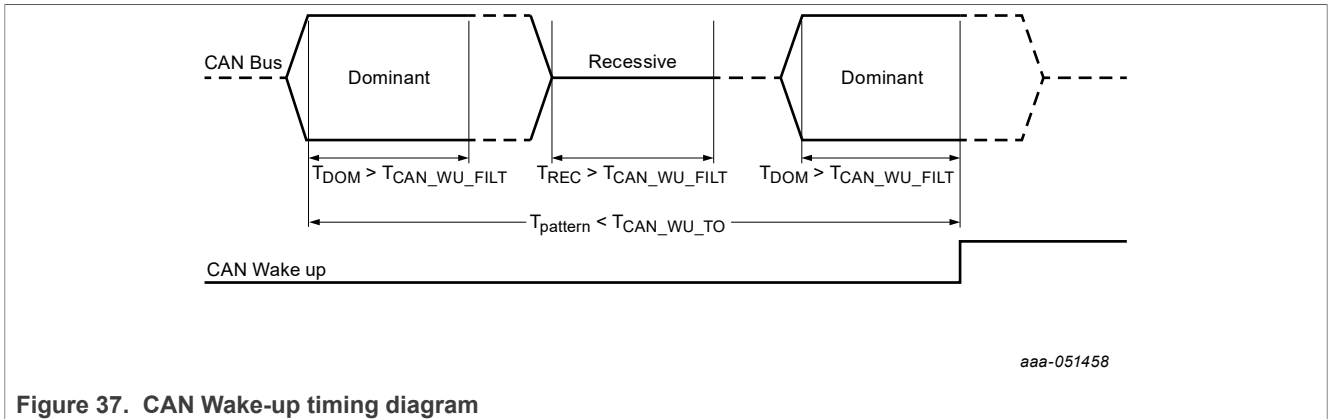 CAN Bus
Dominant
Recessive
Dominant
TDOM > TCAN_WU_FILT
TREC > TCAN_WU_FILT
TDOM > TCAN_WU_FILT
Tpattern < TCAN_WU_TO
CAN Wake up
aaa-051458
Figure 37. CAN Wake-up timing diagram